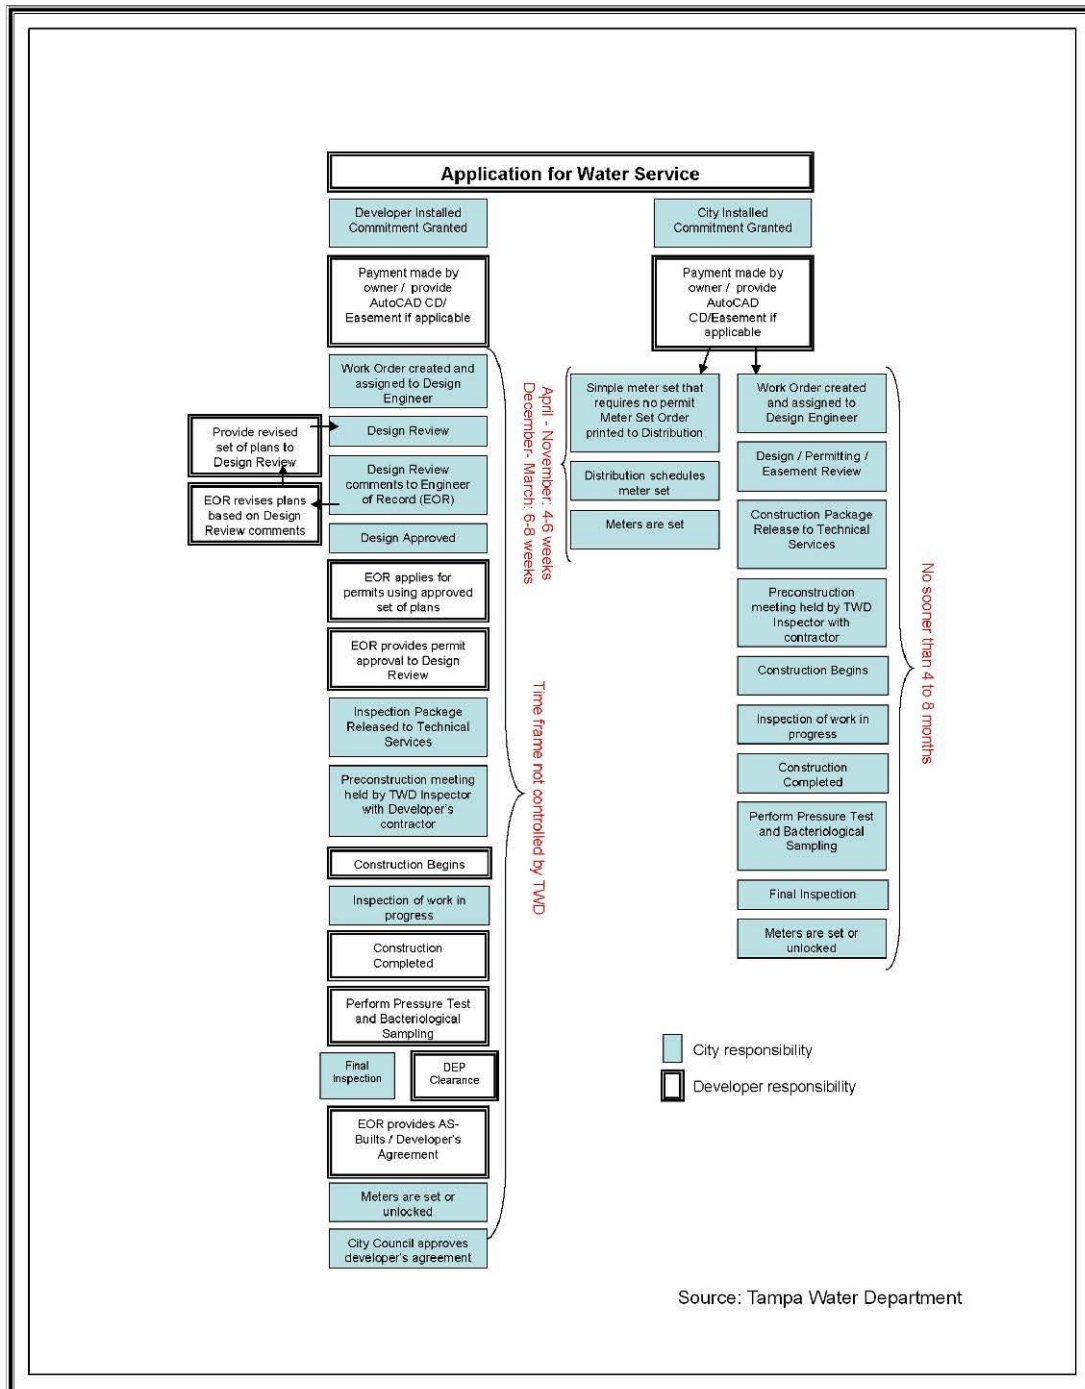 Application for Water Service
Developer Installed
Commitment Granted
Payment made by
owner / provide
AutoCAD CD/
Easement if applicable
Work Order created and
assigned to Design
Engineer
Design Review
Provide revised
set of plans to
Design Review
Design Review
comments to Engineer
of Record (EOR)
EOR revises plans
based on Design
Review comments
Design Approved
EOR applies for
permits using approved
set of plans
EOR provides permit
approval to Design
Review
Inspection Package
Released to Technical
Services
Preconstruction meeting
held by TWD Inspector
with Developer's
contractor
Construction Begins
Inspection of work in
progress
Construction
Completed
Perform Pressure Test
and Bacteriological
Sampling
Final
Inspection
DEP
Clearance
EOR provides AS-
Builts / Developer's
Agreement
Meters are set or
unlocked
City Council approves
developer's agreement
Time frame not controlled by TWD
City Installed
Commitment Granted
Payment made by
owner / provide
AutoCAD
CD/Easement if
applicable
April - November: 4-6 weeks
December- March: 6-8 weeks
Simple meter set that
requires no permit
Meter Set Order
printed to Distribution
Distribution schedules
meter set
Meters are set
Work Order created
and assigned to
Design Engineer
Design / Permitting /
Easement Review
Construction Package
Release to Technical
Services
Preconstruction
meeting held by TWD
Inspector with
contractor
Construction Begins
Inspection of work in
progress
Construction
Completed
Perform Pressure Test
and Bacteriological
Sampling
Final Inspection
Meters are set or
unlocked
No sooner than 4 to 8 months
City responsibility
Developer responsibility
Source: Tampa Water Department